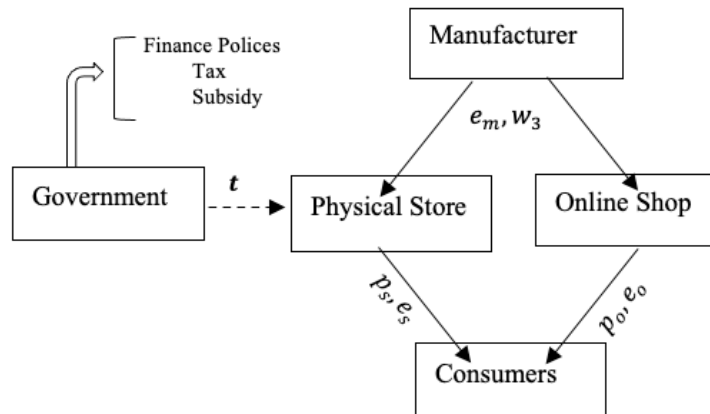 Finance Polices
Tax
Subsidy
Manufacturer
e_m, w_3
Government
t
Physical Store
Online Shop
p_s, e_s
p_o, e_o
Consumers